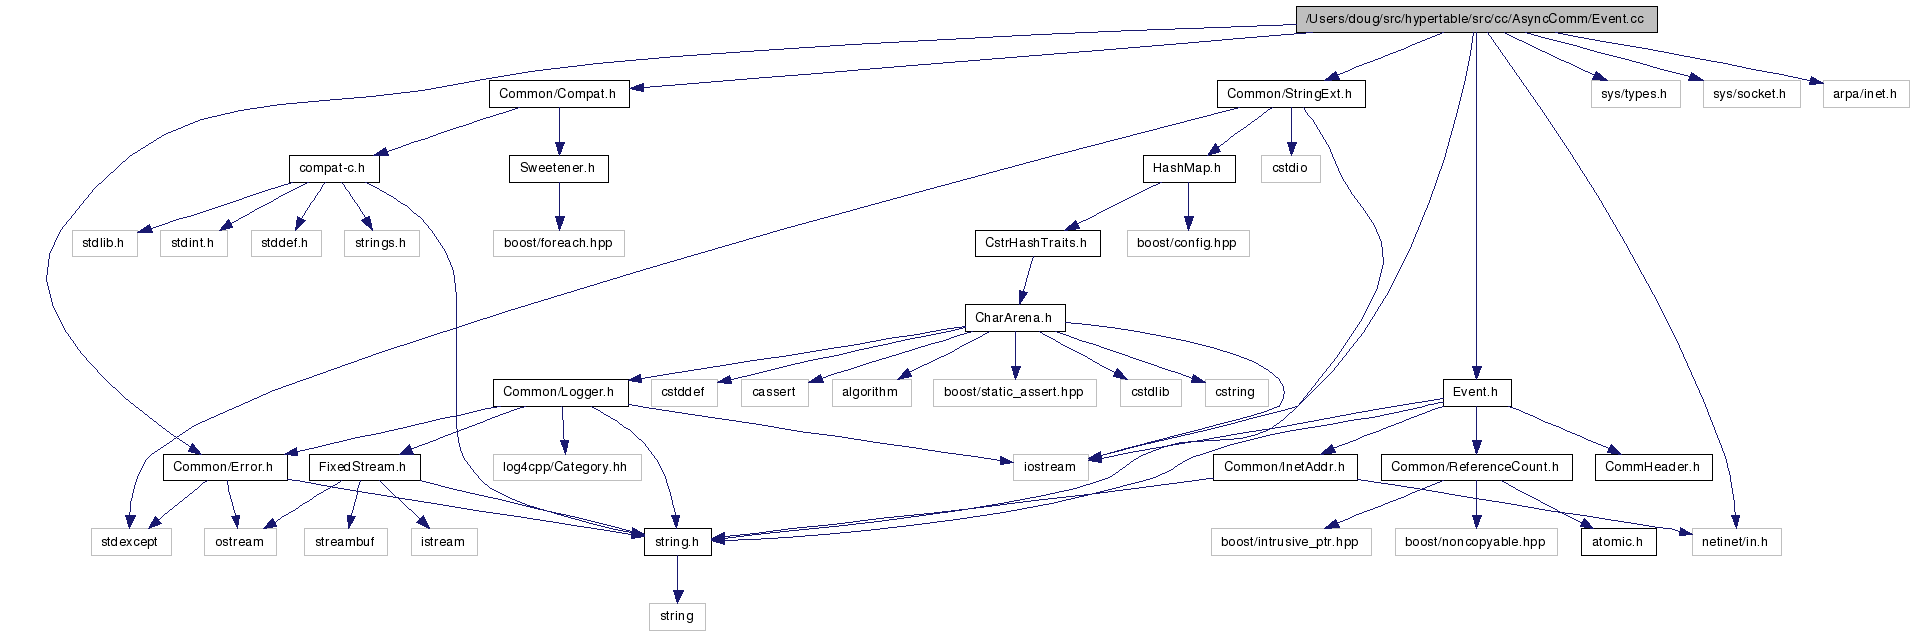 /Users/doug/src/hypertable/src/cc/AsyncComm/Event.cc
Common/Compat.h
Common/StringExt.h
sys/types.h
sys/socket.h
arpa/inet.h
compat-c.h
Sweetener.h
HashMap.h
cstdio
stdlib.h
stdint.h
stddef.h
strings.h
boost/foreach.hpp
CstrHashTraits.h
boost/config.hpp
CharArena.h
Common/Logger.h
cstddef
cassert
algorithm
boost/static_assert.hpp
cstdlib
cstring
Event.h
Common/Error.h
FixedStream.h
log4cpp/Category.hh
iostream
Common/InetAddr.h
Common/ReferenceCount.h
CommHeader.h
stdexcept
ostream
streambuf
istream
string.h
boost/intrusive_ptr.hpp
boost/noncopyable.hpp
atomic.h
netinet/in.h
string